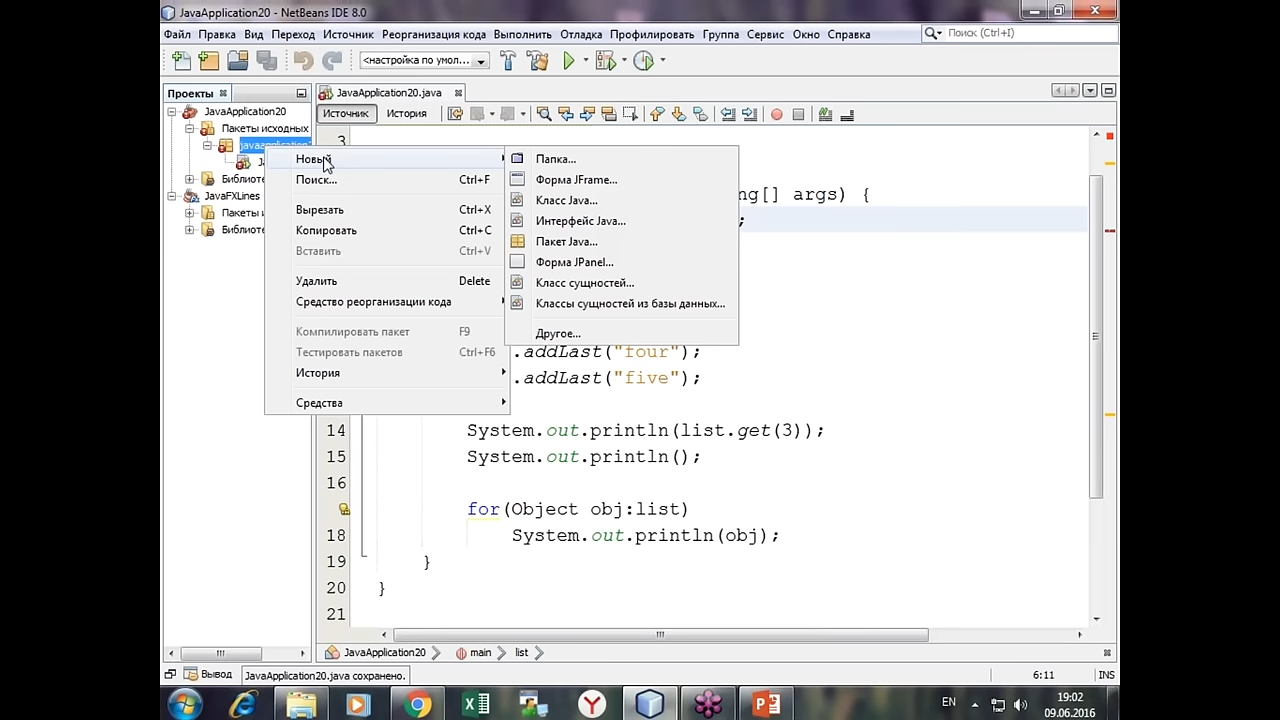 JavaApplication20 - NetBeans IDE 8.0
Файл Правка Вид Переход Источник Реорганизация кода Выполнить Отладка Профилировать Группа Сервис Окно Справка
Поиск (Ctrl+I)
<настройка по умол...
Проекты
JavaApplication20.java
Источник История
JavaApplication20
Пакеты исходных
javaapplication
Библиоте
JavaFXLines
Пакеты и
Библиоте
Новый
Поиск... Ctrl+F
Вырезать Ctrl+X
Копировать Ctrl+C
Вставить Ctrl+V
Удалить Delete
Средство реорганизации кода
Компилировать пакет F9
Тестировать пакетов Ctrl+F6
История
Средства
Папка...
Форма JFrame...
Класс Java...
Интерфейс Java...
Пакет Java...
Форма JPanel...
Класс сущностей...
Классы сущностей из базы данных...
Другое...
3
ng[] args) {
;
.addLast("four");
.addLast("five");
14 System.out.println(list.get(3));
15 System.out.println();
16
for(Object obj:list)
18 System.out.println(obj);
19 }
20 }
21
JavaApplication20 main list
Вывод JavaApplication20.java сохранено. 6:11 INS
EN 19:02
09.06.2016